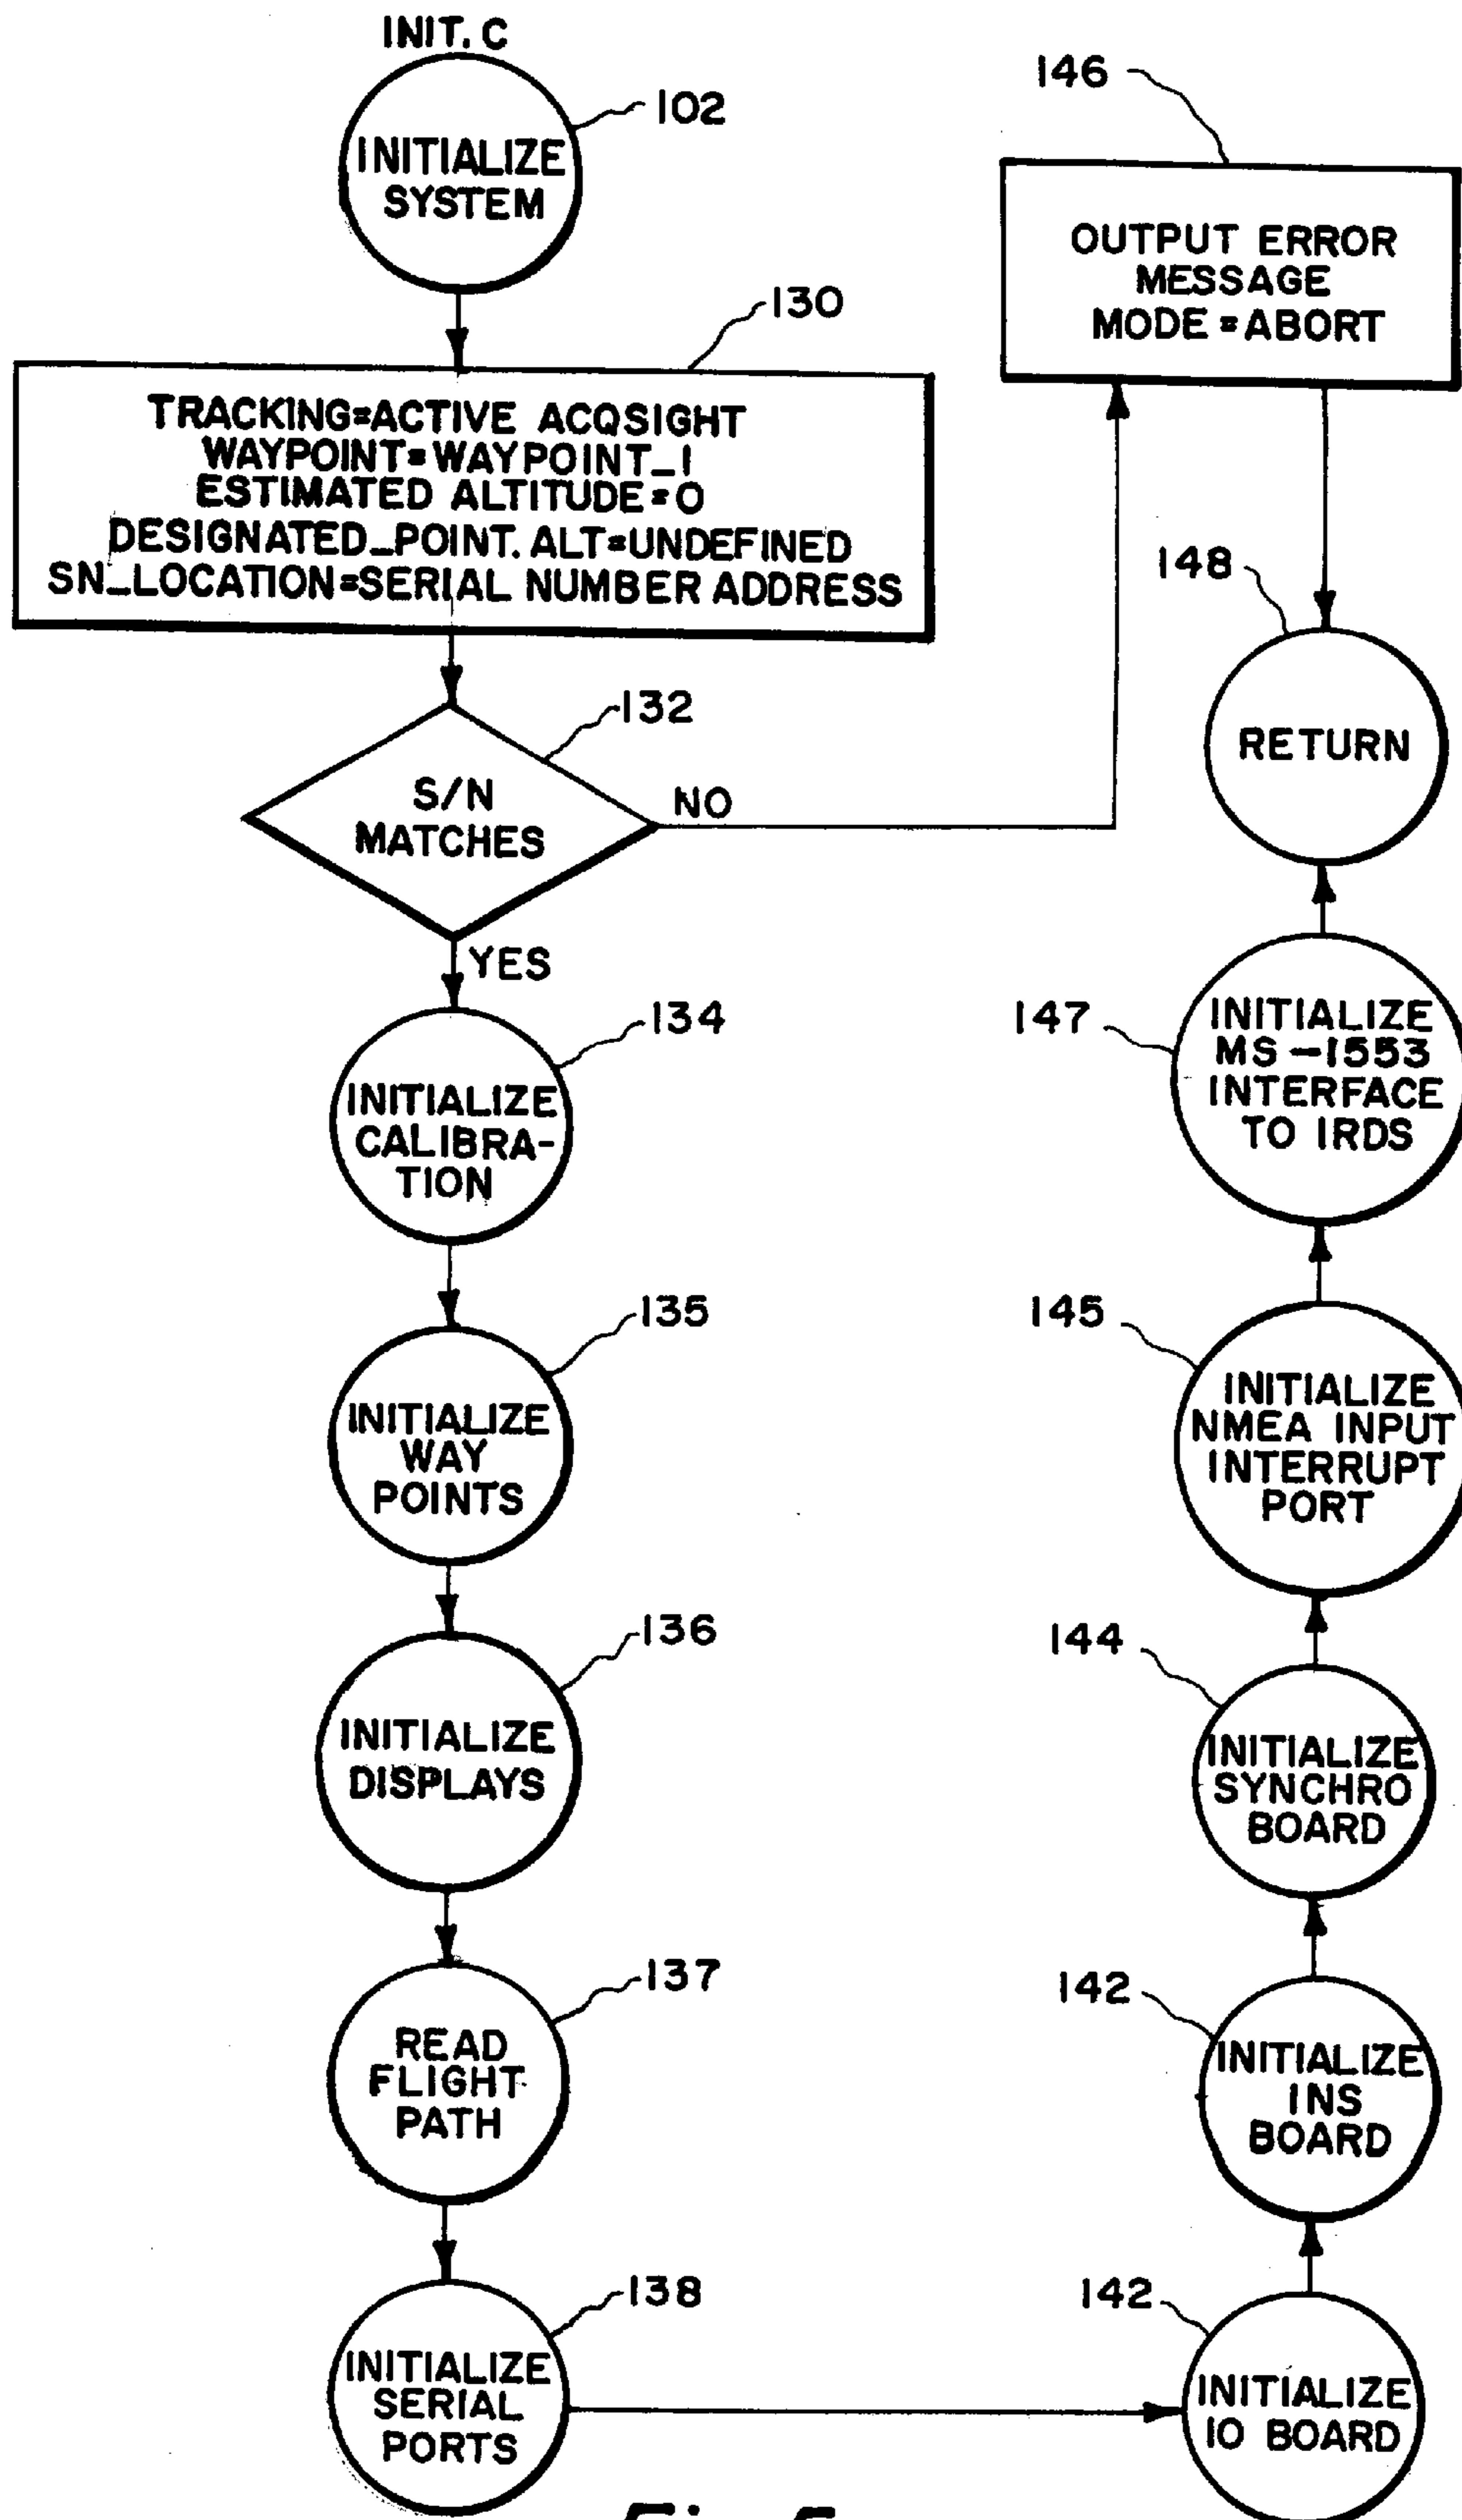 INIT. C
INITIALIZE
SYSTEM
102
130
TRACKING=ACTIVE ACQSIGHT
WAYPOINT=WAYPOINT_1
ESTIMATED ALTITUDE=0
DESIGNATED_POINT. ALT=UNDEFINED
SN_LOCATION=SERIAL NUMBER ADDRESS
132
S/N
MATCHES
NO
YES
134
INITIALIZE
CALIBRA-
TION
135
INITIALIZE
WAY
POINTS
136
INITIALIZE
DISPLAYS
137
READ
FLIGHT
PATH
138
INITIALIZE
SERIAL
PORTS
142
INITIALIZE
IO BOARD
142
INITIALIZE
INS
BOARD
144
INITIALIZE
SYNCHRO
BOARD
145
INITIALIZE
NMEA INPUT
INTERRUPT
PORT
147
INITIALIZE
MS-1553
INTERFACE
TO IRDS
148
RETURN
146
OUTPUT ERROR
MESSAGE
MODE=ABORT